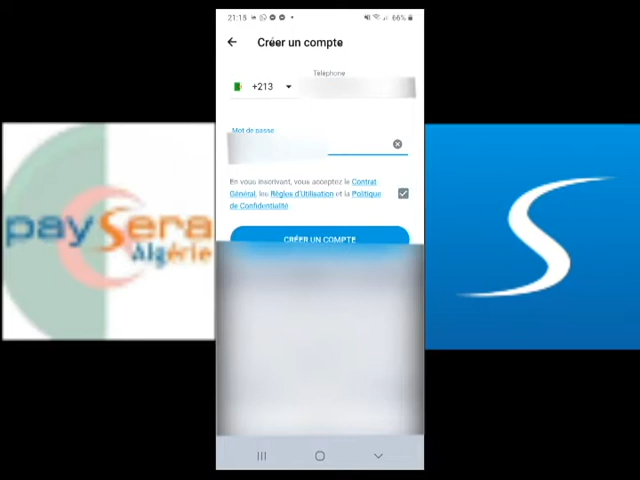 21:15
66%
Créer un compte
Téléphone
+213
Mot de passe
En vous inscrivant, vous acceptez le Contrat
Général, les Règles d'Utilisation et la Politique
de Confidentialité
CRÉER UN COMPTE
paysera
Algérie